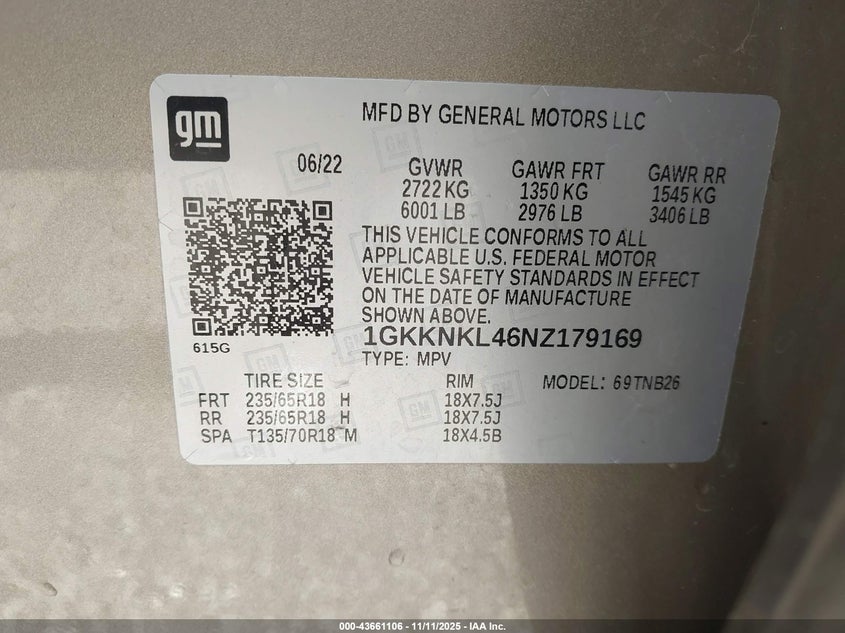 gm
MFD BY GENERAL MOTORS LLC
06/22
GVWR GAWR FRT GAWR RR
2722 KG 1350 KG 1545 KG
6001 LB 2976 LB 3406 LB
THIS VEHICLE CONFORMS TO ALL
APPLICABLE U.S. FEDERAL MOTOR
VEHICLE SAFETY STANDARDS IN EFFECT
ON THE DATE OF MANUFACTURE
SHOWN ABOVE.
615G
1GKKNKL46NZ179169
TYPE: MPV
TIRE SIZE RIM MODEL: 69TNB26
FRT 235/65R18 H 18X7.5J
RR 235/65R18 H 18X7.5J
SPA T135/70R18 M 18X4.5B
000-43661106 - 11/11/2025 - IAA Inc.